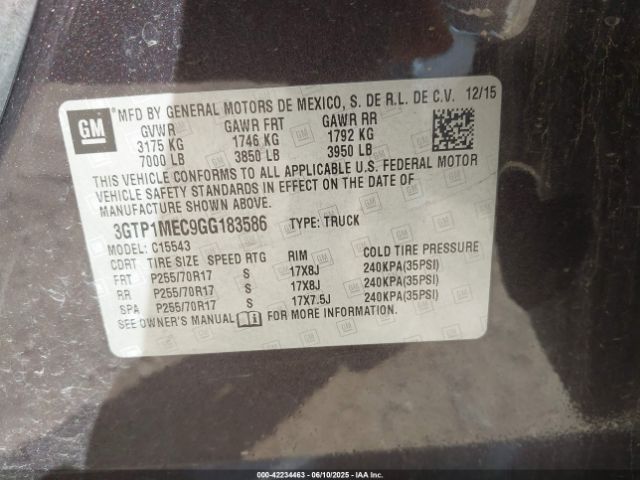 GM
MFD BY GENERAL MOTORS DE MEXICO, S. DE R.L. DE C.V. 12/15
GVWR GAWR FRT GAWR RR
3175 KG 1746 KG 1792 KG
7000 LB 3850 LB 3950 LB
THIS VEHICLE CONFORMS TO ALL APPLICABLE U.S. FEDERAL MOTOR
VEHICLE SAFETY STANDARDS IN EFFECT ON THE DATE OF
MANUFACTURE SHOWN ABOVE.
3GTP1MEC9GG183586 TYPE: TRUCK
MODEL: C15543
CDRT TIRE SIZE SPEED RTG RIM COLD TIRE PRESSURE
FRT P255/70R17 S 17X8J 240KPA(35PSI)
RR P255/70R17 S 17X8J 240KPA(35PSI)
SPA P255/70R17 S 17X7.5J 240KPA(35PSI)
SEE OWNER'S MANUAL FOR MORE INFORMATION.
000-42234463 - 06/10/2025 - IAA Inc.